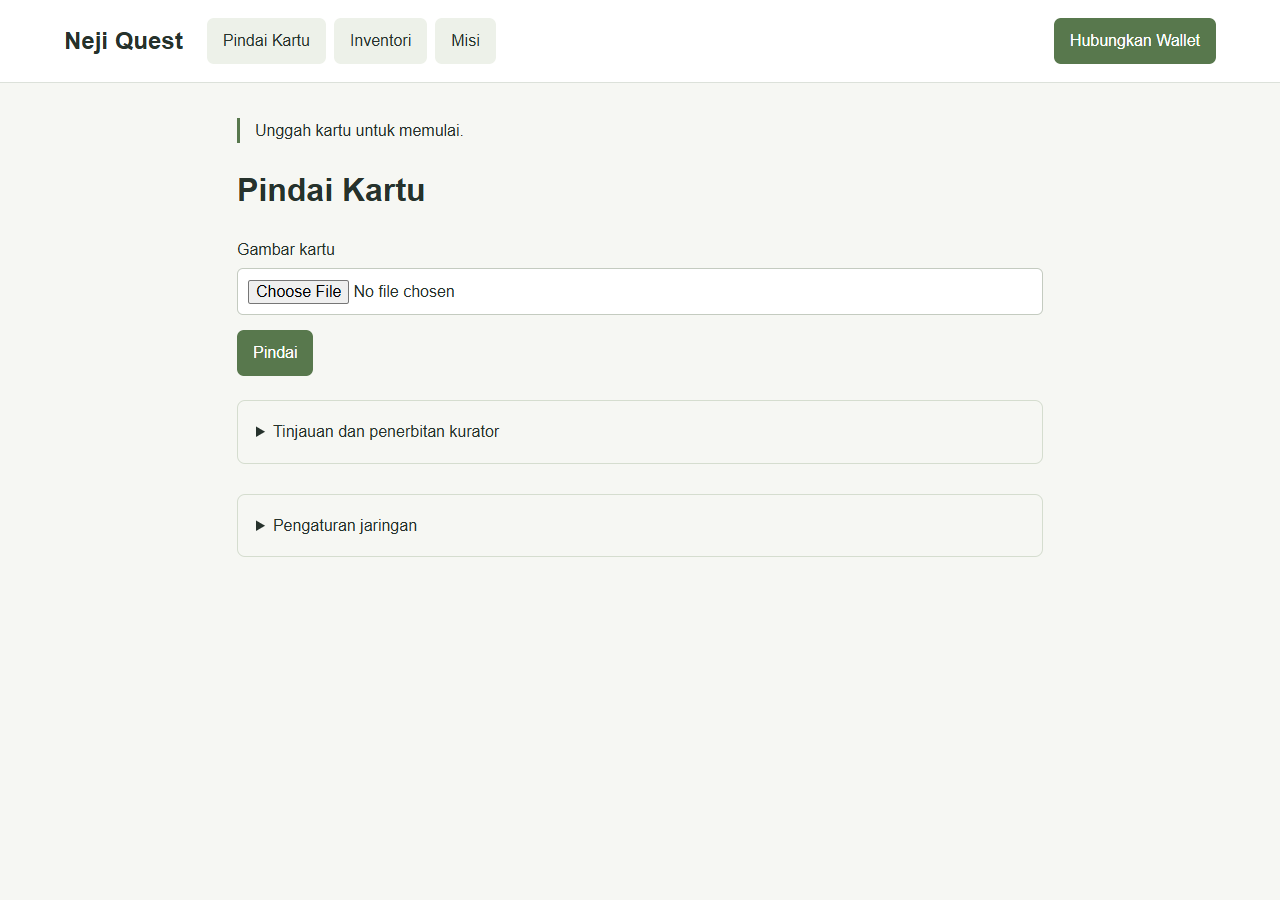 Neji Quest
Pindai Kartu
Inventori
Misi
Hubungkan Wallet
Unggah kartu untuk memulai.
Pindai Kartu
Gambar kartu
Choose File No file chosen
Pindai
Tinjauan dan penerbitan kurator
Pengaturan jaringan